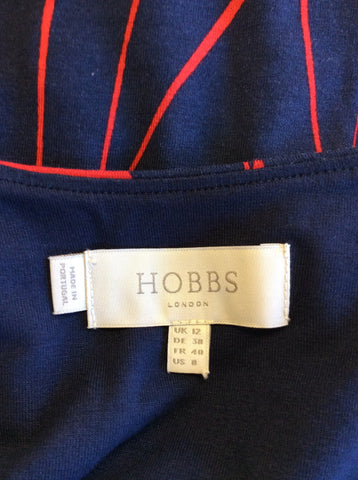 HOBBS
LONDON
MADE IN
PORTUGAL
UK 12
DE 38
FR 40
US 8